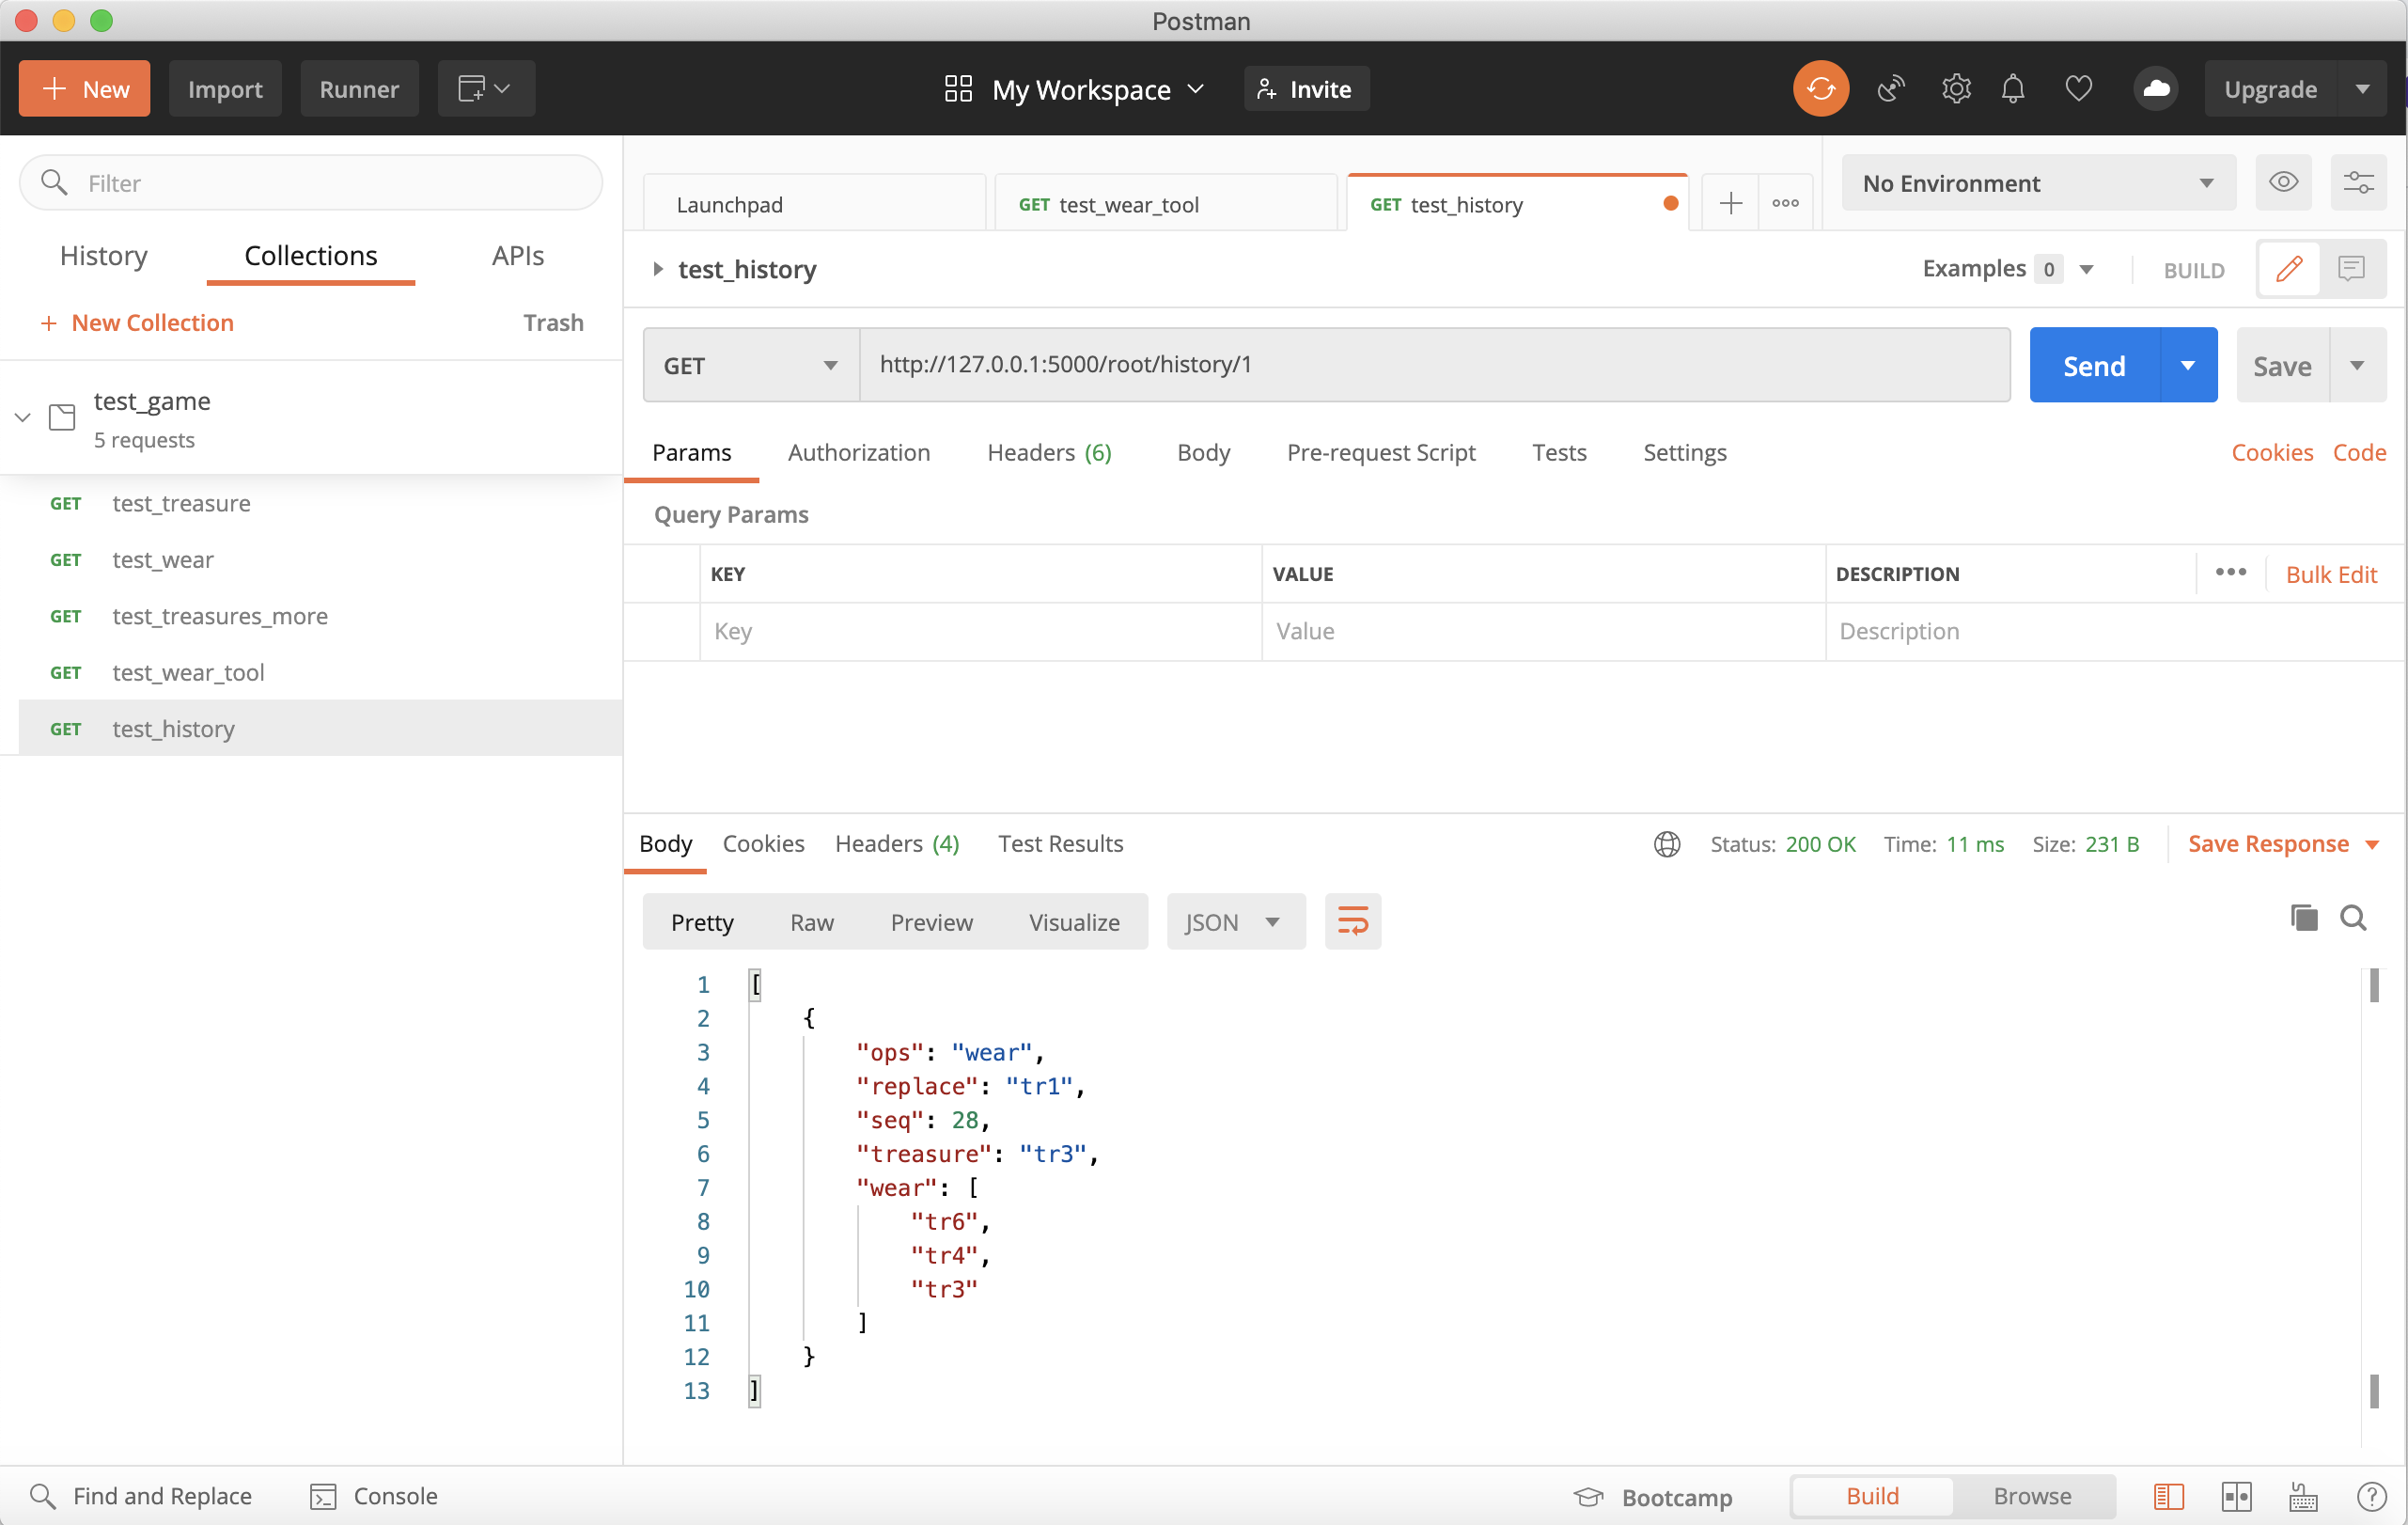 Postman
New Import Runner My Workspace Invite Upgrade
Filter
History Collections APIs
New Collection Trash
test_game
5 requests
GET test_treasure
GET test_wear
GET test_treasures_more
GET test_wear_tool
GET test_history
Launchpad GET test_wear_tool GET test_history No Environment
test_history Examples 0 BUILD
GET http://127.0.0.1:5000/root/history/1 Send Save
Params Authorization Headers (6) Body Pre-request Script Tests Settings Cookies Code
Query Params
KEY VALUE DESCRIPTION Bulk Edit
Key Value Description
Body Cookies Headers (4) Test Results Status: 200 OK Time: 11 ms Size: 231 B Save Response
Pretty Raw Preview Visualize JSON
1 [
2 {
3 "ops": "wear",
4 "replace": "tr1",
5 "seq": 28,
6 "treasure": "tr3",
7 "wear": [
8 "tr6",
9 "tr4",
10 "tr3"
11 ]
12 }
13 ]
Find and Replace Console Bootcamp Build Browse